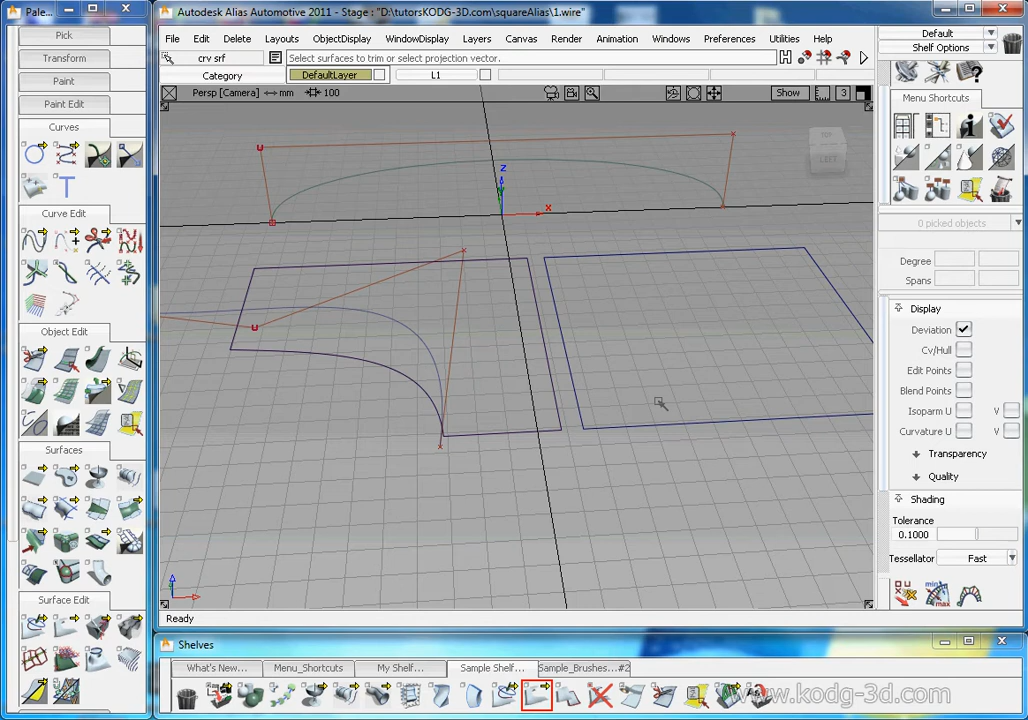 Pale...
Autodesk Alias Automotive 2011 - Stage : "D:\tutorsKODG-3D.com\squareAlias\1.wire"
Pick
Transform
Paint
Paint Edit
Curves
Curve Edit
Object Edit
Surfaces
Surface Edit
File Edit Delete Layouts ObjectDisplay WindowDisplay Layers Canvas Render Animation Windows Preferences Utilities Help
crv srf
Select surfaces to trim or select projection vector.
Category DefaultLayer L1
Persp [Camera] mm 100 Show 3
TOP
LEFT
Z
X
U
U
Ready
Default
Shelf Options
Menu Shortcuts
0 picked objects
Degree
Spans
Display
Deviation
Cv/Hull
Edit Points
Blend Points
Isoparm U V
Curvature U V
Transparency
Quality
Shading
Tolerance
0.1000
Tessellator Fast
Shelves
What's New... Menu_Shortcuts My Shelf... Sample Shelf... Sample_Brushes...#2
www.kodg-3d.com